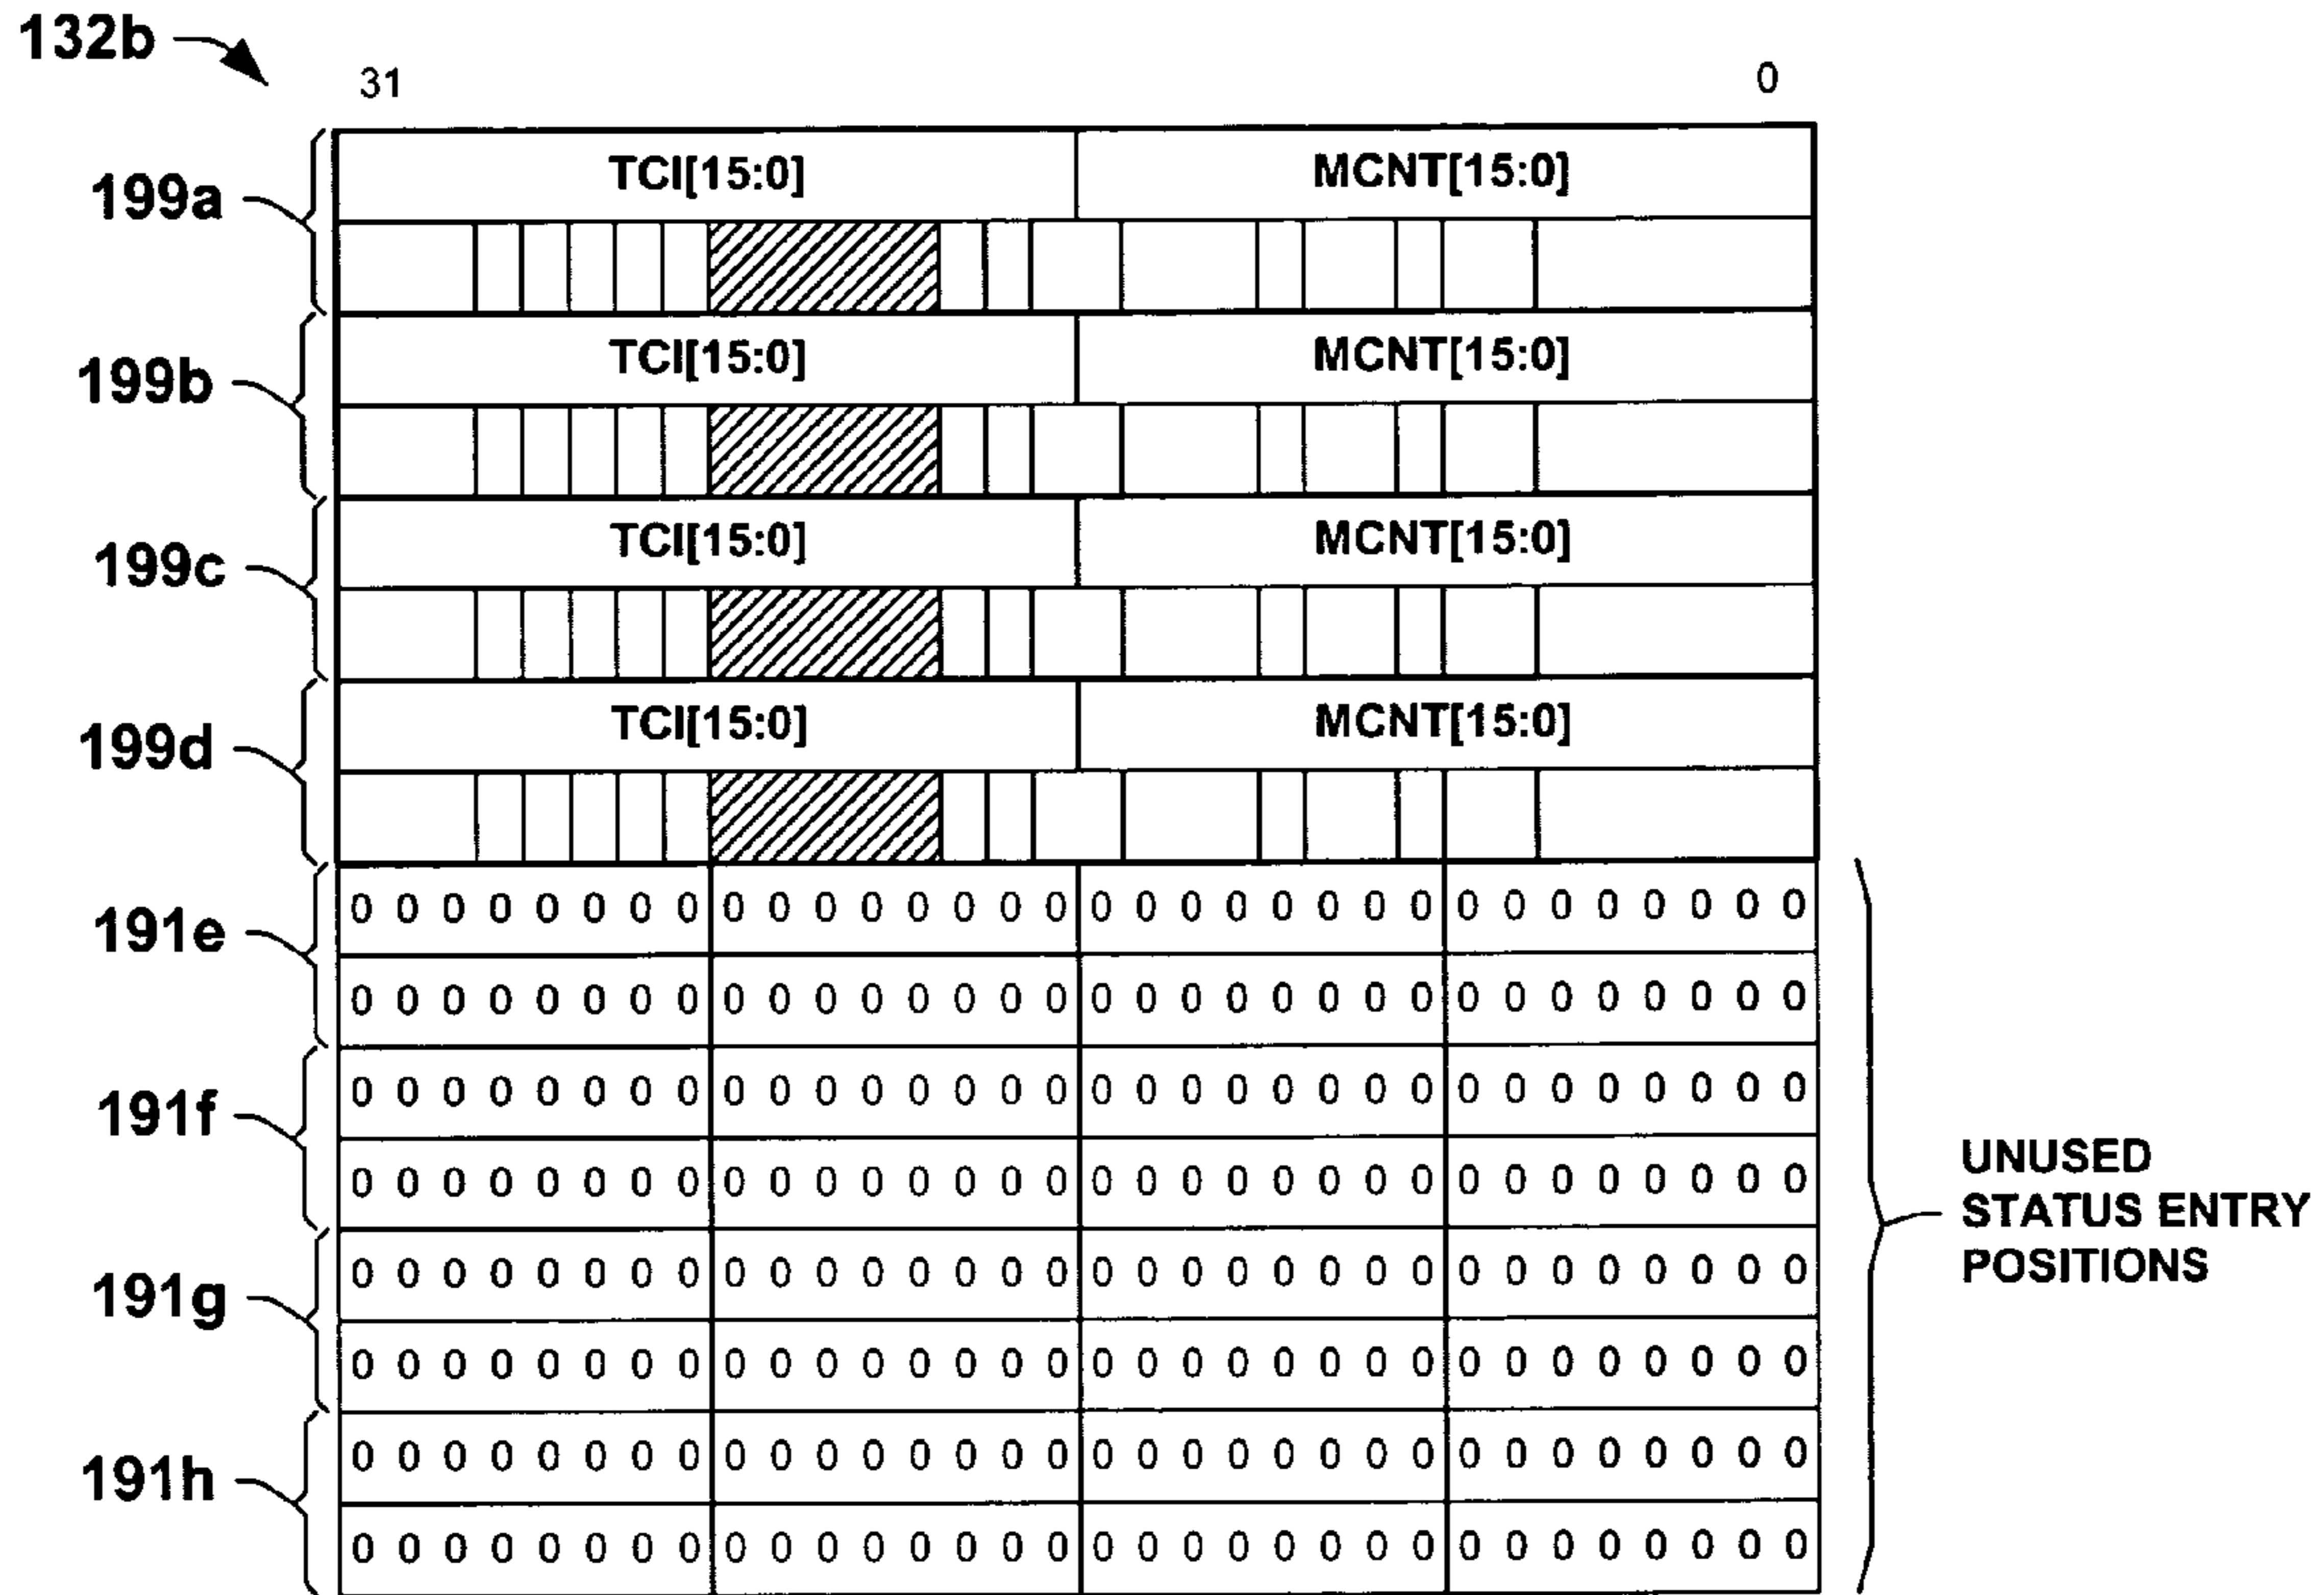 132b
31 0
199a TCI[15:0] MCNT[15:0]
199b TCI[15:0] MCNT[15:0]
199c TCI[15:0] MCNT[15:0]
199d TCI[15:0] MCNT[15:0]
191e 0 0 0 0 0 0 0 0 0 0 0 0 0 0 0 0 0 0 0 0 0 0 0 0 0 0 0 0 0 0 0 0
0 0 0 0 0 0 0 0 0 0 0 0 0 0 0 0 0 0 0 0 0 0 0 0 0 0 0 0 0 0 0 0
191f 0 0 0 0 0 0 0 0 0 0 0 0 0 0 0 0 0 0 0 0 0 0 0 0 0 0 0 0 0 0 0 0
0 0 0 0 0 0 0 0 0 0 0 0 0 0 0 0 0 0 0 0 0 0 0 0 0 0 0 0 0 0 0 0
191g 0 0 0 0 0 0 0 0 0 0 0 0 0 0 0 0 0 0 0 0 0 0 0 0 0 0 0 0 0 0 0 0
0 0 0 0 0 0 0 0 0 0 0 0 0 0 0 0 0 0 0 0 0 0 0 0 0 0 0 0 0 0 0 0
191h 0 0 0 0 0 0 0 0 0 0 0 0 0 0 0 0 0 0 0 0 0 0 0 0 0 0 0 0 0 0 0 0
0 0 0 0 0 0 0 0 0 0 0 0 0 0 0 0 0 0 0 0 0 0 0 0 0 0 0 0 0 0 0 0
UNUSED
STATUS ENTRY
POSITIONS